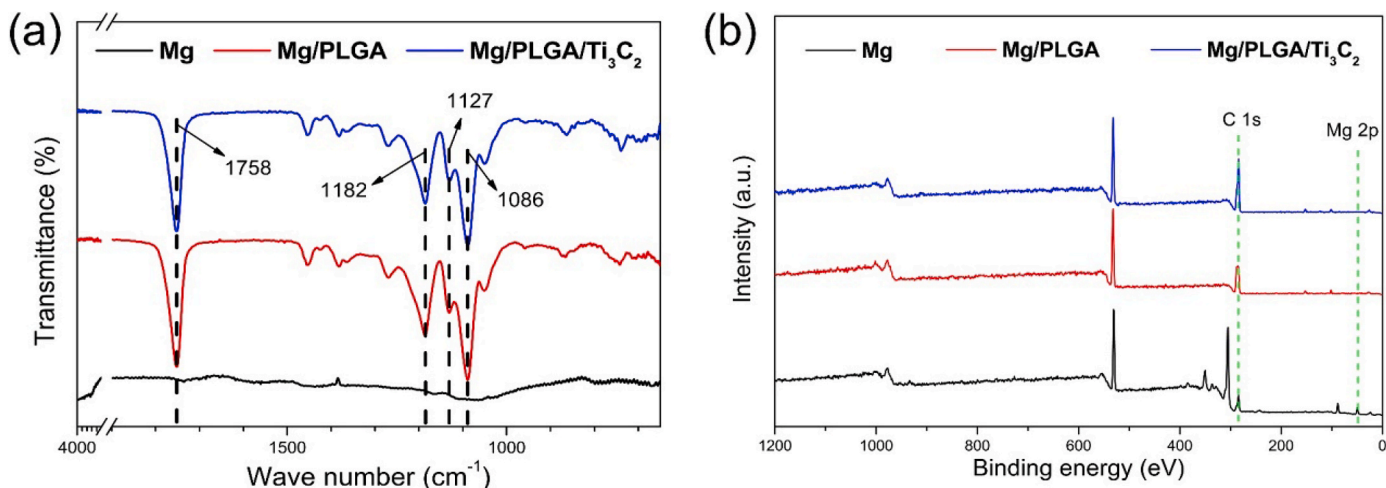 (a)
Mg Mg/PLGA Mg/PLGA/Ti₃C₂
Transmittance (%)
1758
1182
1127
1086
4000 1500 1000
Wave number (cm⁻¹)
(b)
Mg Mg/PLGA Mg/PLGA/Ti₃C₂
Intensity (a.u.)
C 1s
Mg 2p
1200 1000 800 600 400 200 0
Binding energy (eV)